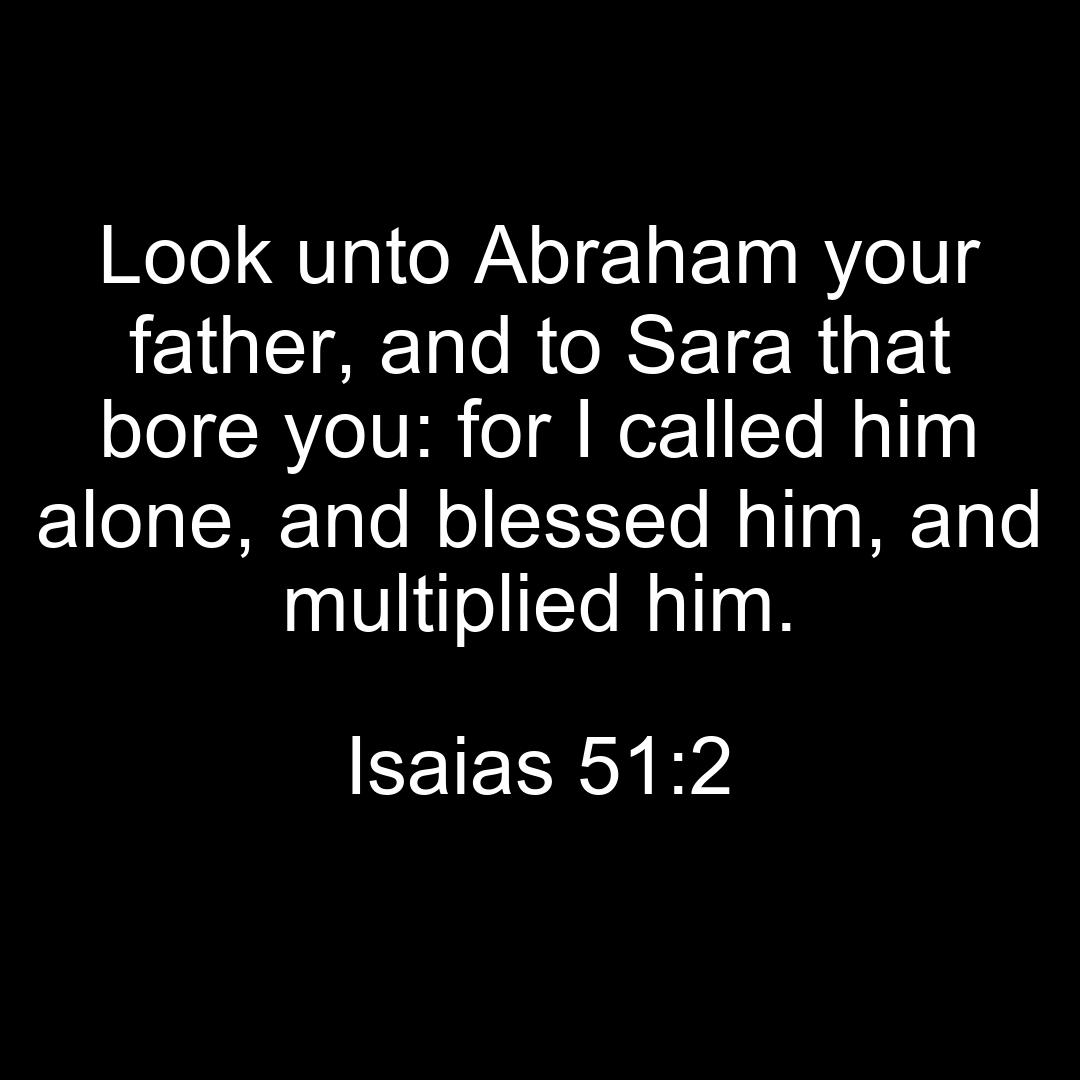 Look unto Abraham your
father, and to Sara that
bore you: for I called him
alone, and blessed him, and
multiplied him.
Isaias 51:2